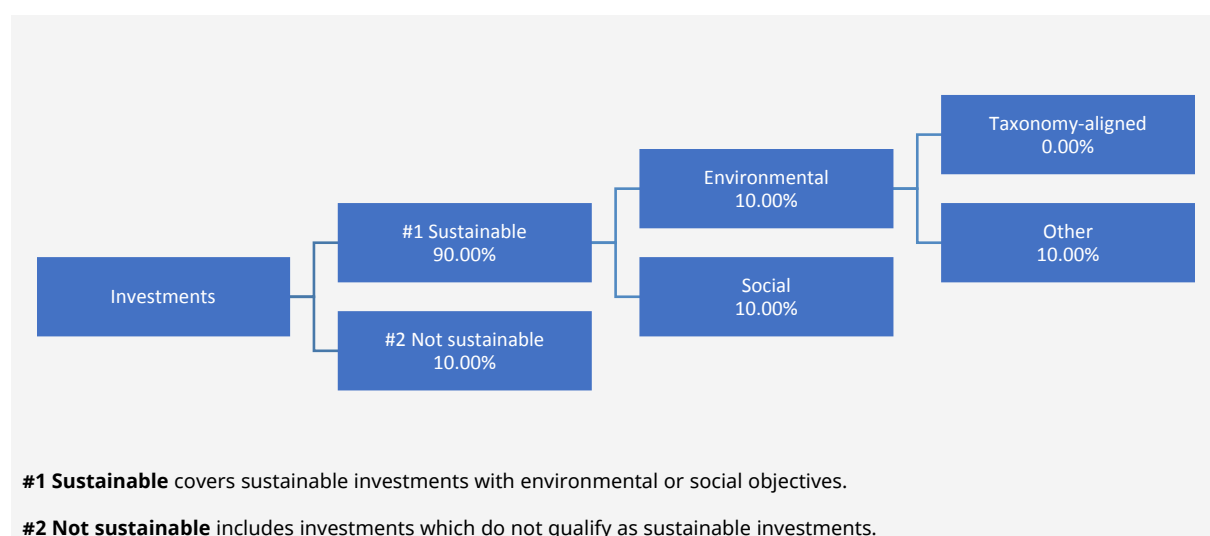 Taxonomy-aligned
0.00%
Environmental
10.00%
#1 Sustainable
90.00%
Other
10.00%
Investments
Social
10.00%
#2 Not sustainable
10.00%
#1 Sustainable covers sustainable investments with environmental or social objectives.
#2 Not sustainable includes investments which do not qualify as sustainable investments.